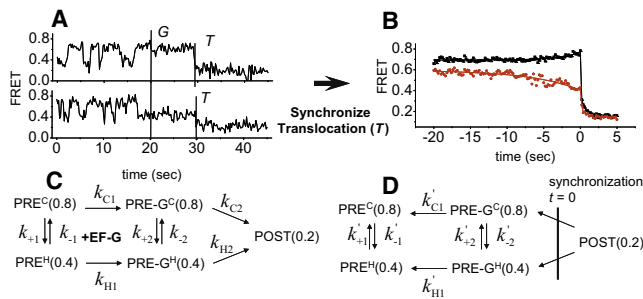 A
B
G
T
0.8
0.4
0.0
T
0.8
0.4
0.0
FRET
0 10 20 30 40
time (sec)
Synchronize
Translocation (T)
0.8
0.6
0.4
0.2
FRET
-20 -15 -10 -5 0 5
time (sec)
C
k_C1
k_C2
PRE^C(0.8) PRE-G^C(0.8)
k_+1 k_-1 +EF-G k_+2 k_-2
POST(0.2)
k_H2
PRE^H(0.4) PRE-G^H(0.4)
k_H1
D
synchronization
t = 0
k'_C1
PRE^C(0.8) PRE-G^C(0.8)
k'_+1 k'_-1 k'_+2 k'_-2
POST(0.2)
PRE^H(0.4) PRE-G^H(0.4)
k'_H1